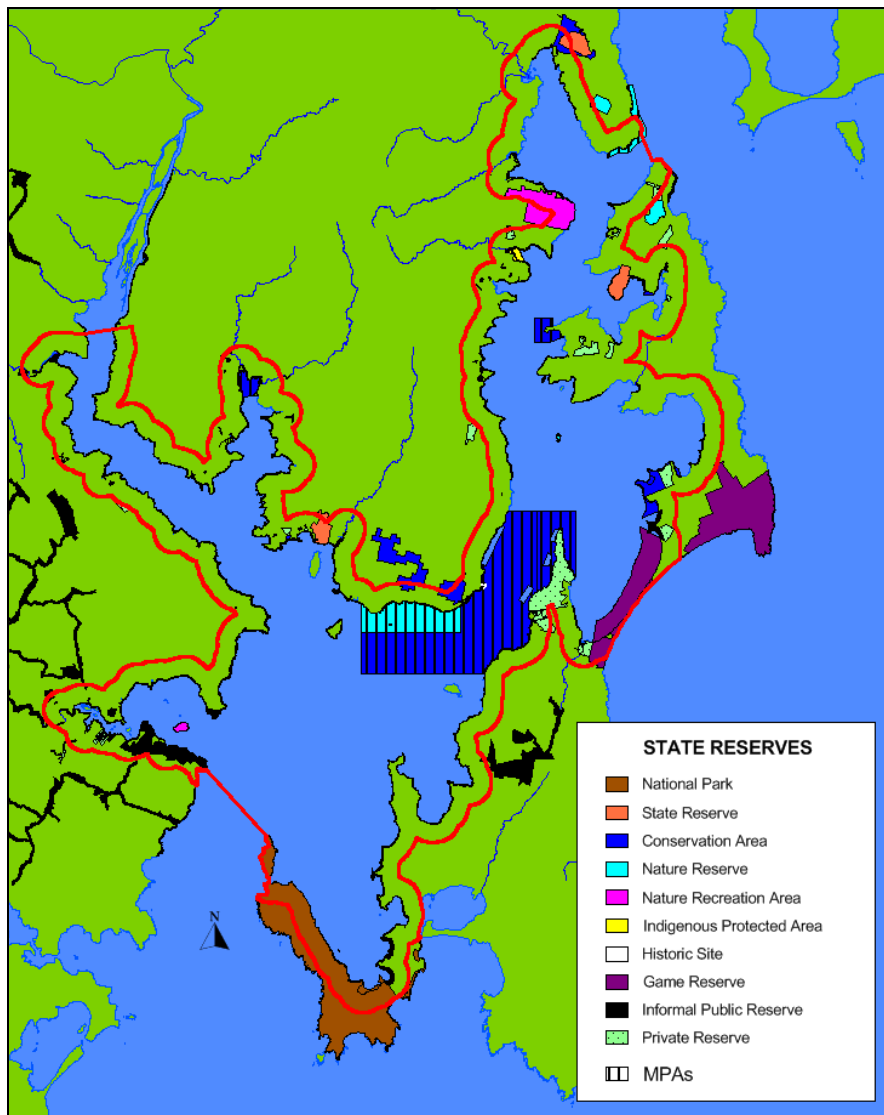 N
STATE RESERVES
National Park
State Reserve
Conservation Area
Nature Reserve
Nature Recreation Area
Indigenous Protected Area
Historic Site
Game Reserve
Informal Public Reserve
Private Reserve
MPAs